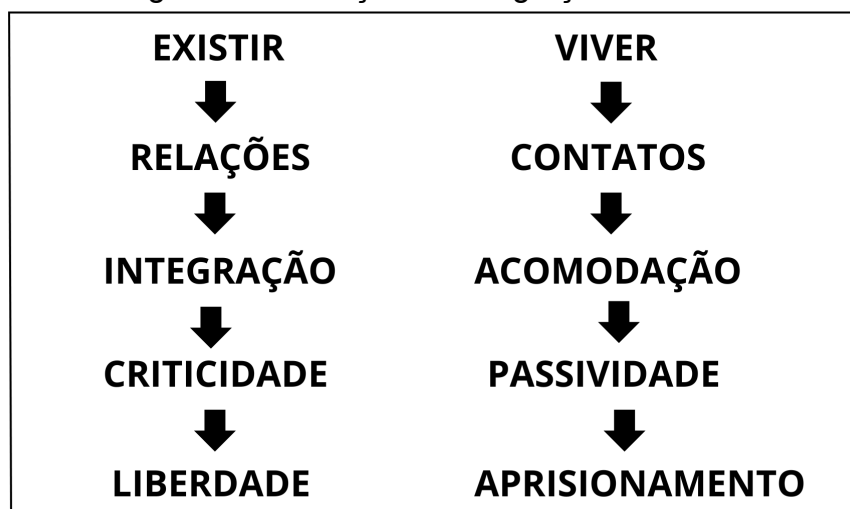 EXISTIR VIVER
RELAÇÕES CONTATOS
INTEGRAÇÃO ACOMODAÇÃO
CRITICIDADE PASSIVIDADE
LIBERDADE APRISIONAMENTO